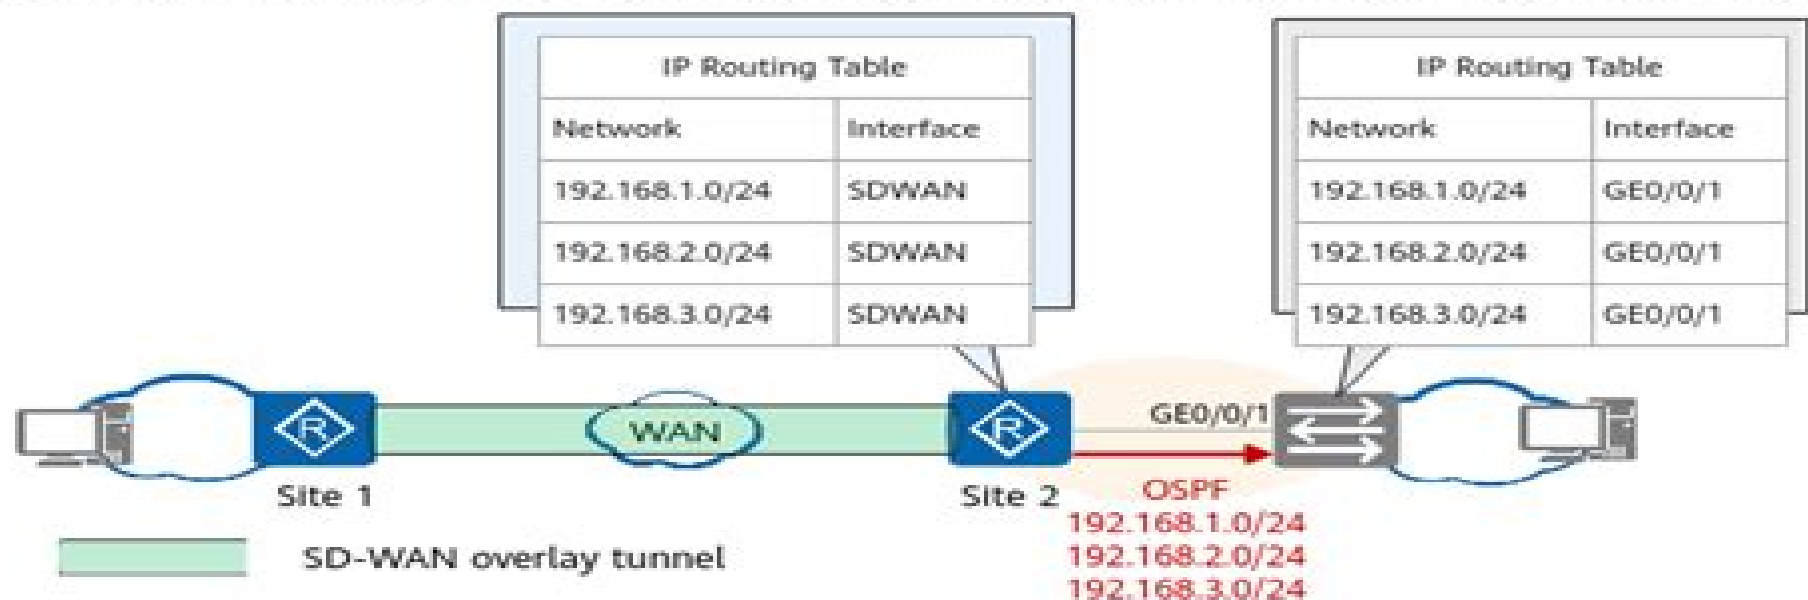 IP Routing Table
Network Interface
192.168.1.0/24 SDWAN
192.168.2.0/24 SDWAN
192.168.3.0/24 SDWAN
IP Routing Table
Network Interface
192.168.1.0/24 GE0/0/1
192.168.2.0/24 GE0/0/1
192.168.3.0/24 GE0/0/1
R
WAN
R
GE0/0/1
Site 1
Site 2
OSPF
192.168.1.0/24
192.168.2.0/24
192.168.3.0/24
SD-WAN overlay tunnel